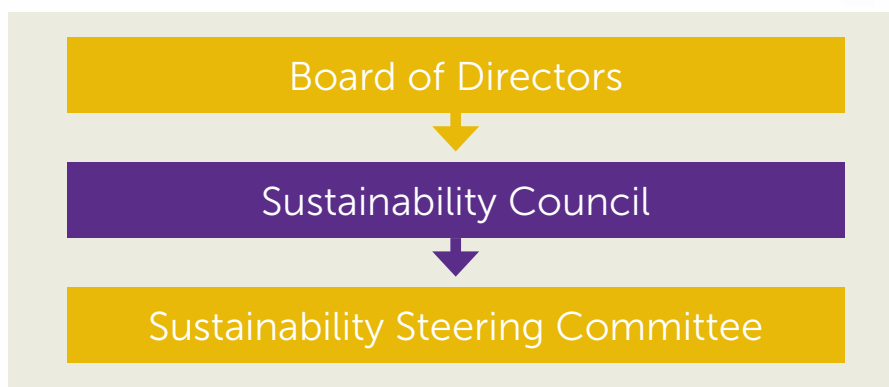 Board of Directors
Sustainability Council
Sustainability Steering Committee